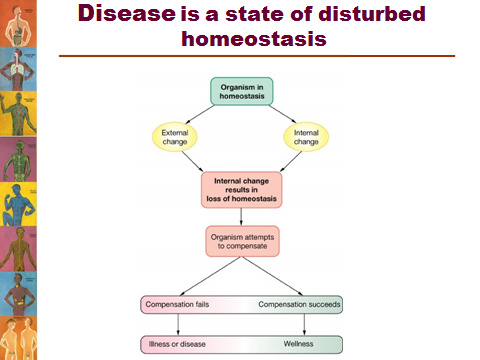 Disease is a state of disturbed
homeostasis
Organism in
homeostasis
External
change
Internal
change
Internal change
results in
loss of homeostasis
Organism attempts
to compensate
Compensation fails
Compensation succeeds
Illness or disease
Wellness